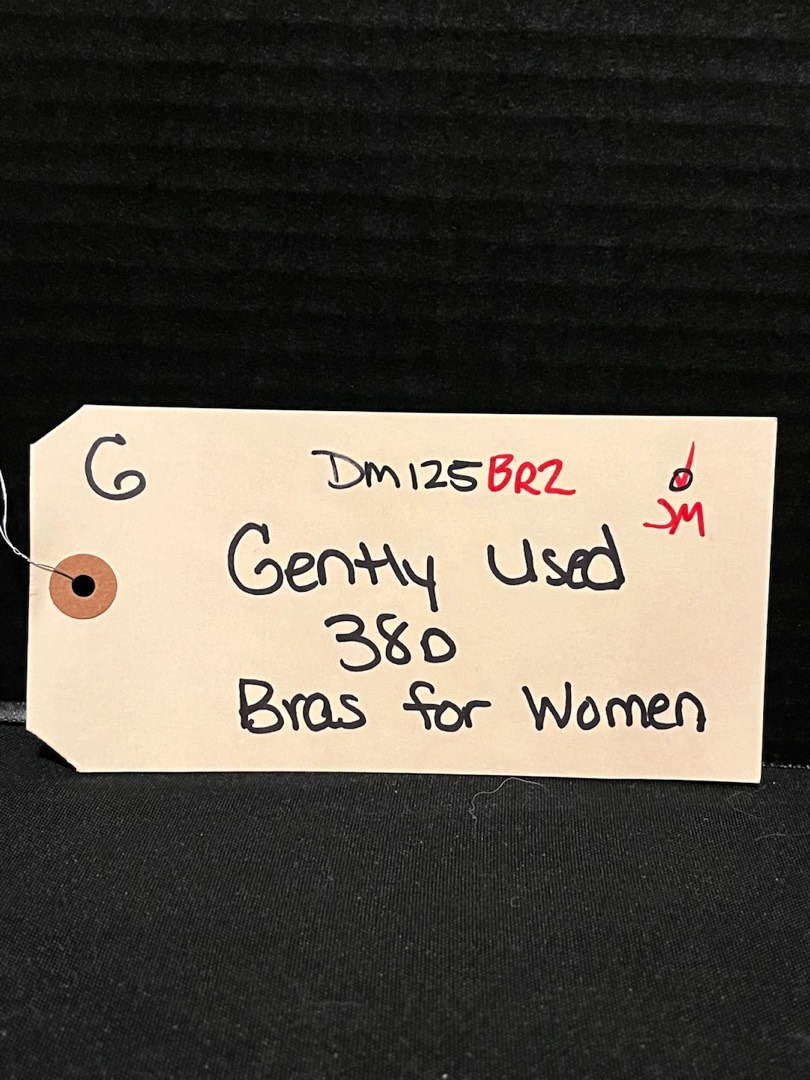 G DM125BR2
JM
Gently Used
38D
Bras for Women